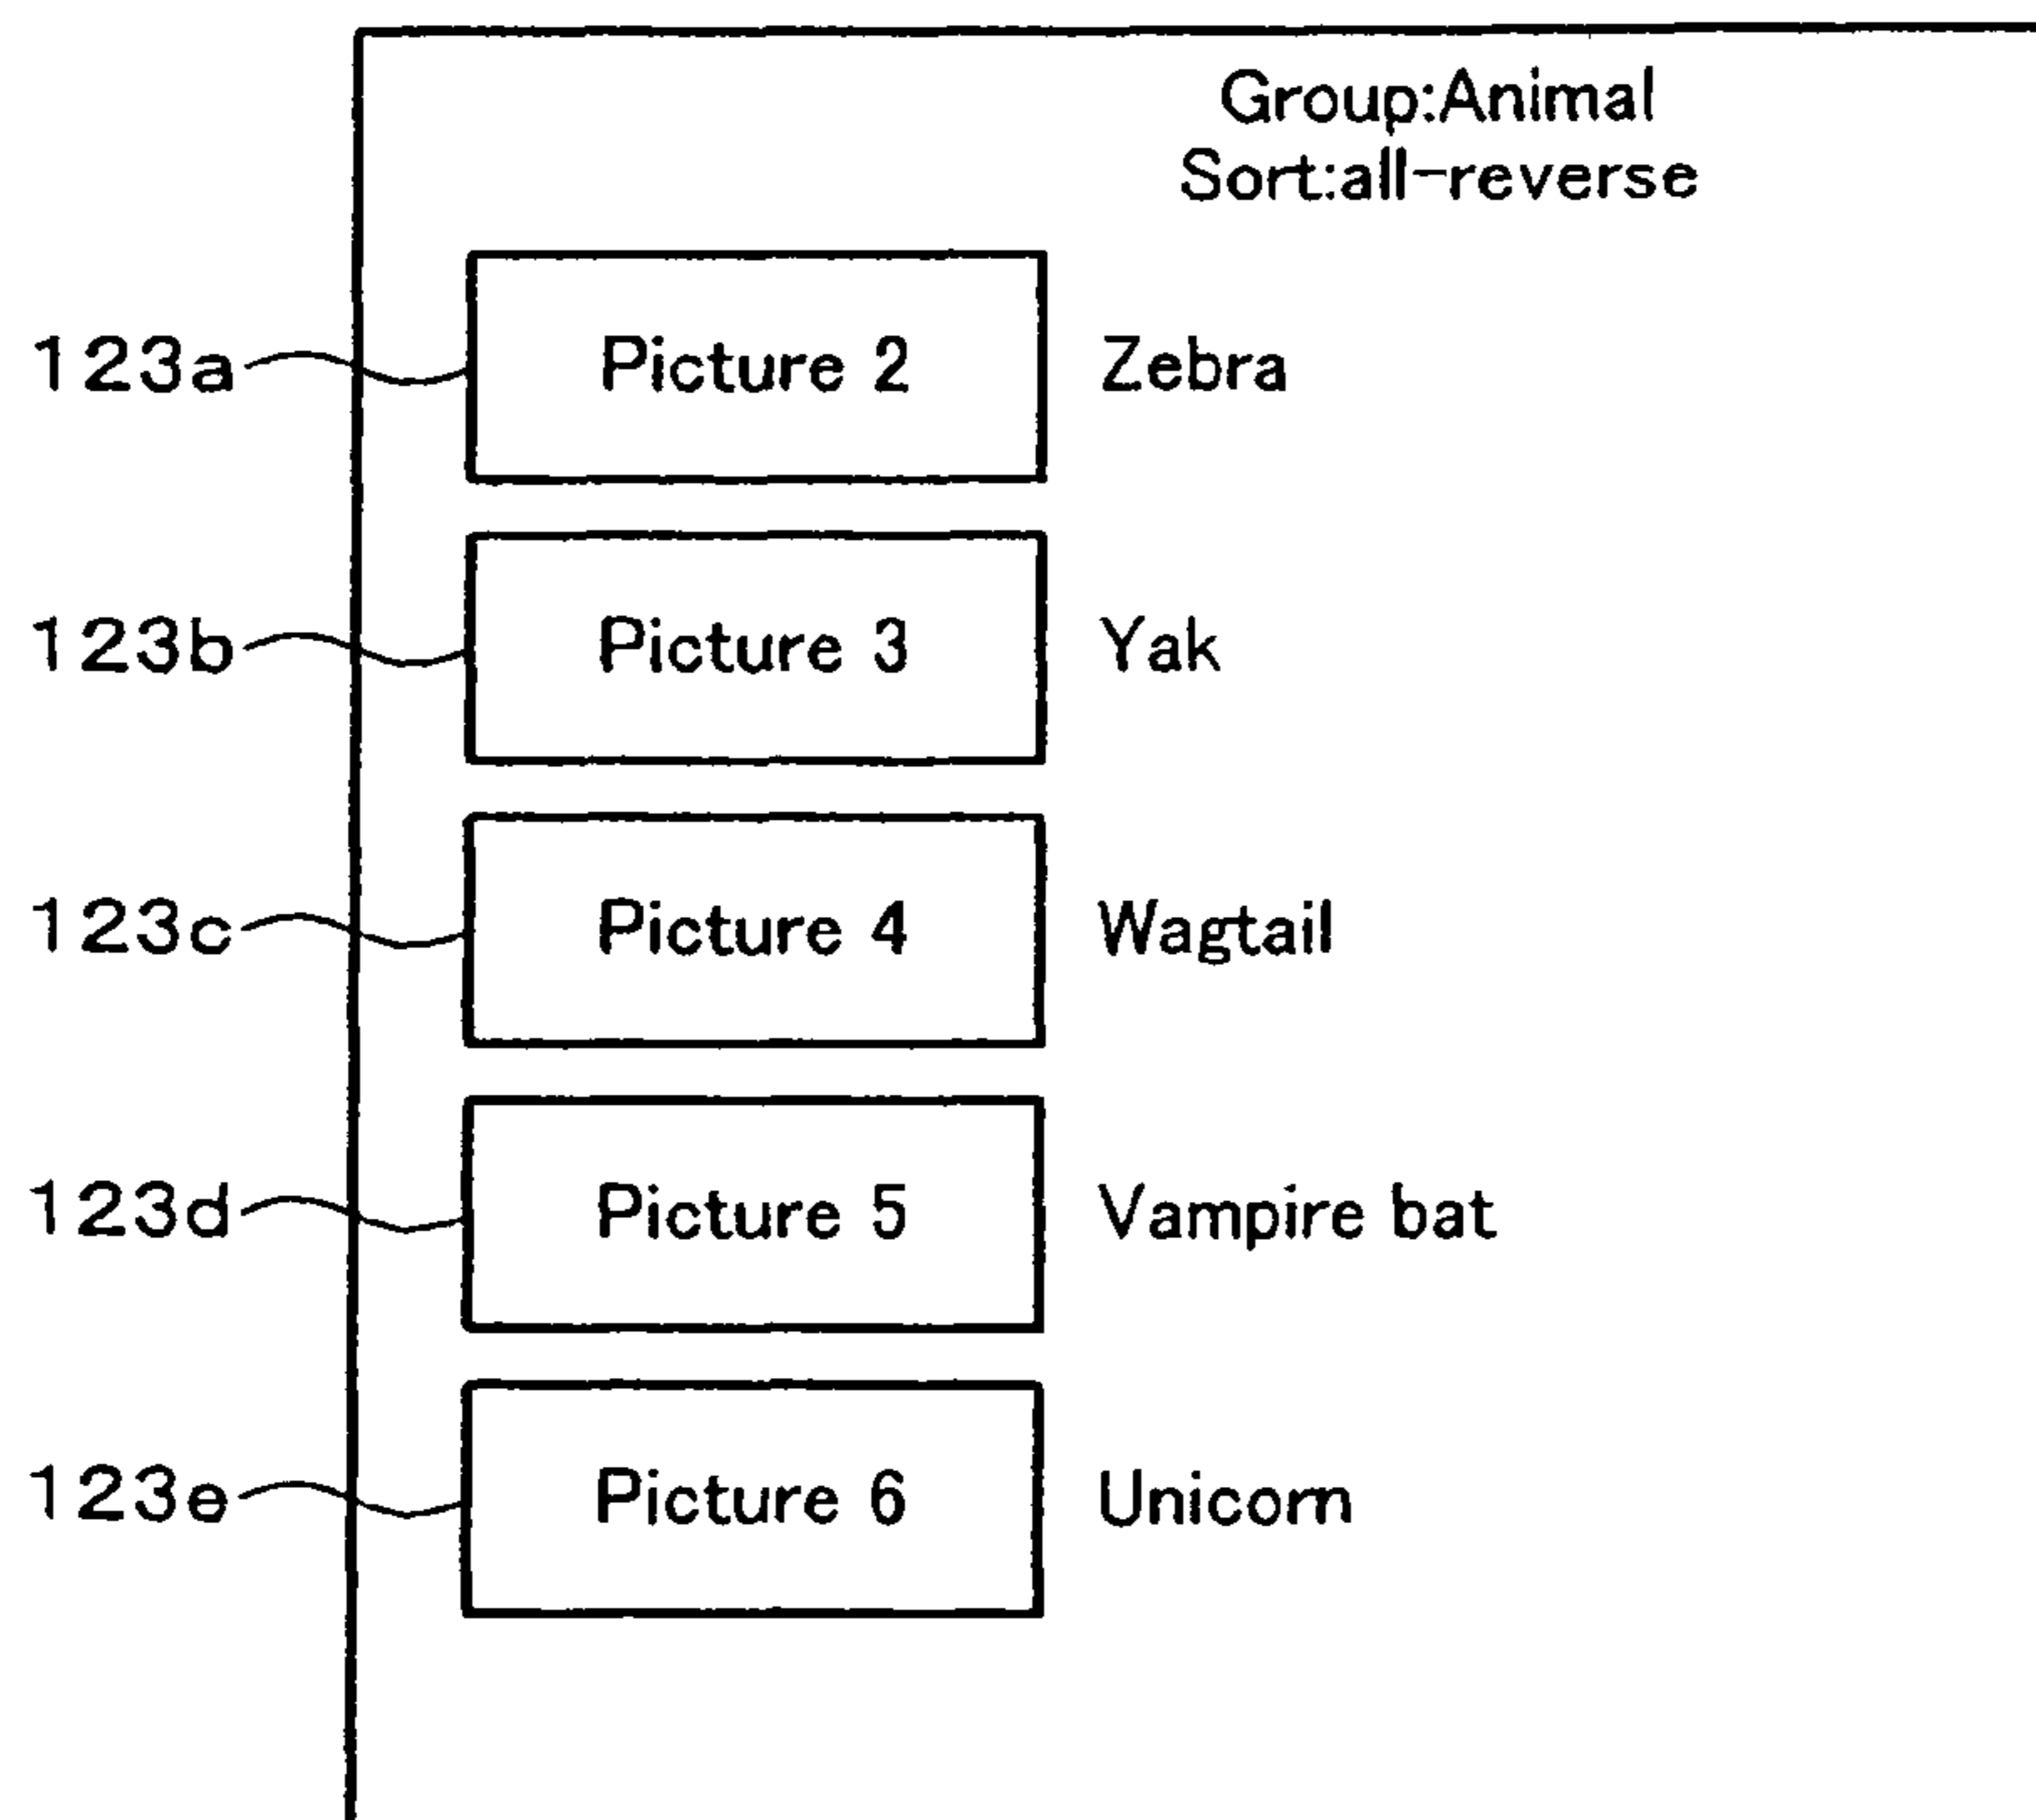 Group:Animal
Sort:all-reverse
123a Picture 2 Zebra
123b Picture 3 Yak
123c Picture 4 Wagtail
123d Picture 5 Vampire bat
123e Picture 6 Unicorn